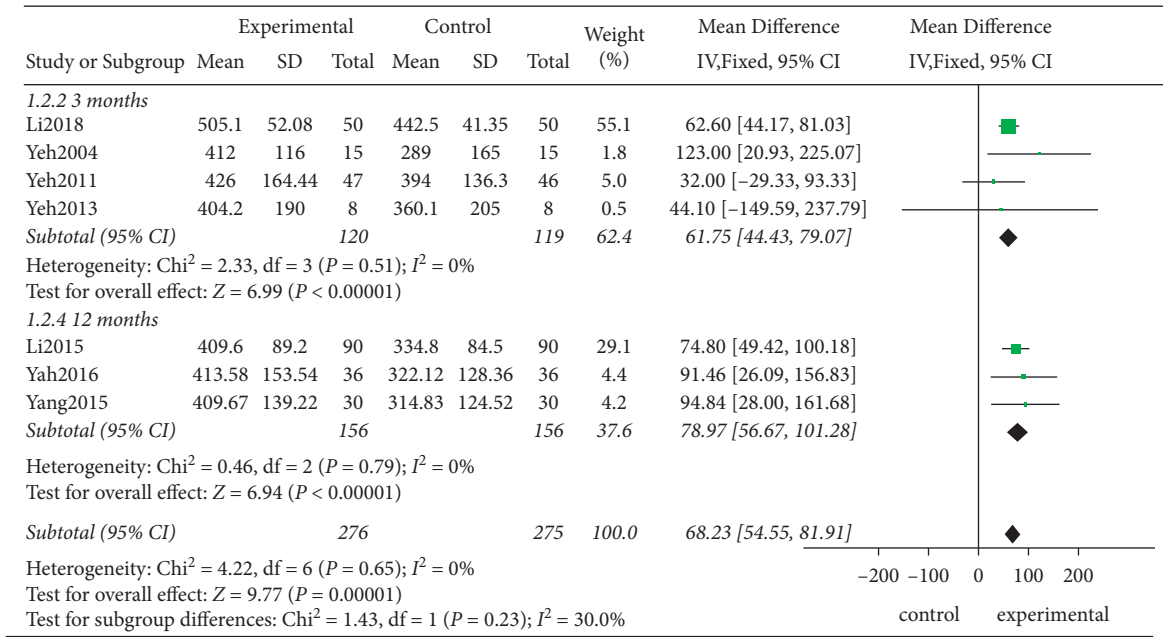 Experimental Control Weight (%) Mean Difference Mean Difference
Study or Subgroup Mean SD Total Mean SD Total IV,Fixed, 95% CI IV,Fixed, 95% CI
1.2.2 3 months
Li2018 505.1 52.08 50 442.5 41.35 50 55.1 62.60 [44.17, 81.03]
Yeh2004 412 116 15 289 165 15 1.8 123.00 [20.93, 225.07]
Yeh2011 426 164.44 47 394 136.3 46 5.0 32.00 [−29.33, 93.33]
Yeh2013 404.2 190 8 360.1 205 8 0.5 44.10 [−149.59, 237.79]
Subtotal (95% CI) 120 119 62.4 61.75 [44.43, 79.07]
Heterogeneity: Chi² = 2.33, df = 3 (P = 0.51); I² = 0%
Test for overall effect: Z = 6.99 (P < 0.00001)
1.2.4 12 months
Li2015 409.6 89.2 90 334.8 84.5 90 29.1 74.80 [49.42, 100.18]
Yah2016 413.58 153.54 36 322.12 128.36 36 4.4 91.46 [26.09, 156.83]
Yang2015 409.67 139.22 30 314.83 124.52 30 4.2 94.84 [28.00, 161.68]
Subtotal (95% CI) 156 156 37.6 78.97 [56.67, 101.28]
Heterogeneity: Chi² = 0.46, df = 2 (P = 0.79); I² = 0%
Test for overall effect: Z = 6.94 (P < 0.00001)
Subtotal (95% CI) 276 275 100.0 68.23 [54.55, 81.91]
Heterogeneity: Chi² = 4.22, df = 6 (P = 0.65); I² = 0%
Test for overall effect: Z = 9.77 (P = 0.00001)
Test for subgroup differences: Chi² = 1.43, df = 1 (P = 0.23); I² = 30.0%
−200 −100 0 100 200
control experimental